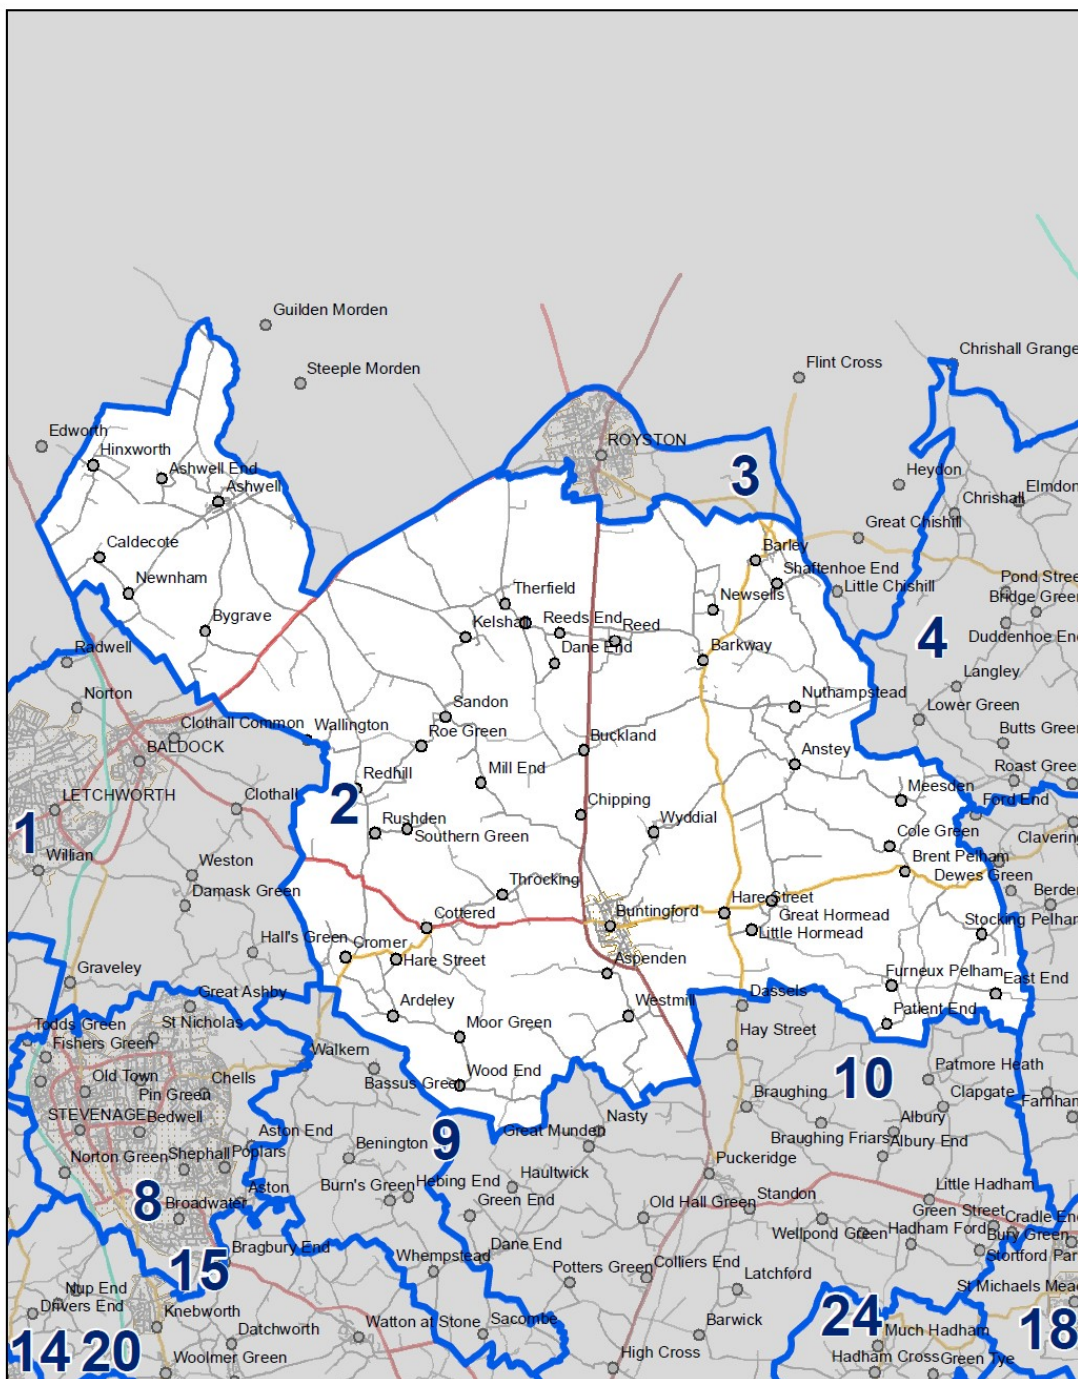 Guilden Morden
Steeple Morden
Flint Cross
Chrishall Grange
Edworth
ROYSTON
Hinxworth
Ashwell End
Ashwell
3
Heydon
Elmdon
Chrishall
Great Chishill
Caldecote
Barley
Shaftenhoe End
Little Chishill
Newnham
Therfield
Newsells
Pond Street
Bridge Green
Bygrave
Kelshall
Reeds End
Reed
Dane End
Barkway
4
Duddenhoe End
Radwell
Langley
Norton
Sandon
Nuthampstead
Lower Green
Clothall Common
Wallington
Roe Green
Buckland
Butts Green
BALDOCK
Anstey
Redhill
Mill End
Roast Green
LETCHWORTH
Clothall
2
Chipping
Meesden
Ford End
1
Rushden
Southern Green
Wyddial
Cole Green
Clavering
Willian
Weston
Brent Pelham
Dewes Green
Damask Green
Throcking
Berden
Cottered
Buntingford
Hare Street
Great Hormead
Little Hormead
Stocking Pelham
Hall's Green
Cromer
Hare Street
Graveley
Aspenden
Furneux Pelham
East End
Great Ashby
Ardeley
Westmill
Dassels
Patient End
Todds Green
St Nicholas
Moor Green
Hay Street
Fishers Green
Walkern
Old Town
Chells
Bassus Green
Wood End
10
Patmore Heath
Pin Green
Braughing
Clapgate
STEVENAGE
Bedwell
Nasty
Albury
Farnham
Aston End
9
Great Munden
Braughing Friars
Albury End
Benington
Norton Green
Shephall
Poplars
Haultwick
Puckeridge
Burn's Green
Hebing End
Little Hadham
8
Aston
Green End
Old Hall Green
Standon
Green Street
Broadwater
Wellpond Green
Hadham Ford
Cradle End
Bury Green
15
Bragbury End
Whempstead
Dane End
Colliers End
Stortford Par
Potters Green
Latchford
St Michaels Mead
Nup End
Drivers End
Knebworth
Datchworth
Watton at Stone
Sacombe
Barwick
24
Much Hadham
18
14
20
Woolmer Green
High Cross
Hadham Cross
Green Tye